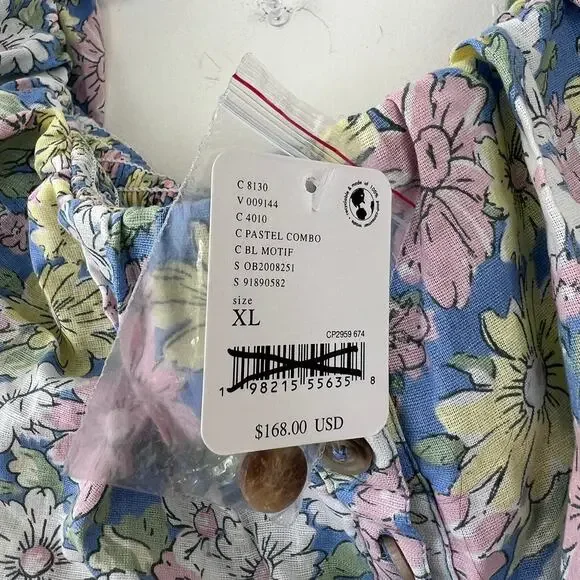 C 8130
V 009144
C 4010
C PASTEL COMBO
C BL MOTIF
S OB2008251
S 91890582
size
XL
CP2959 674
1 98215 55635 8
$168.00 USD